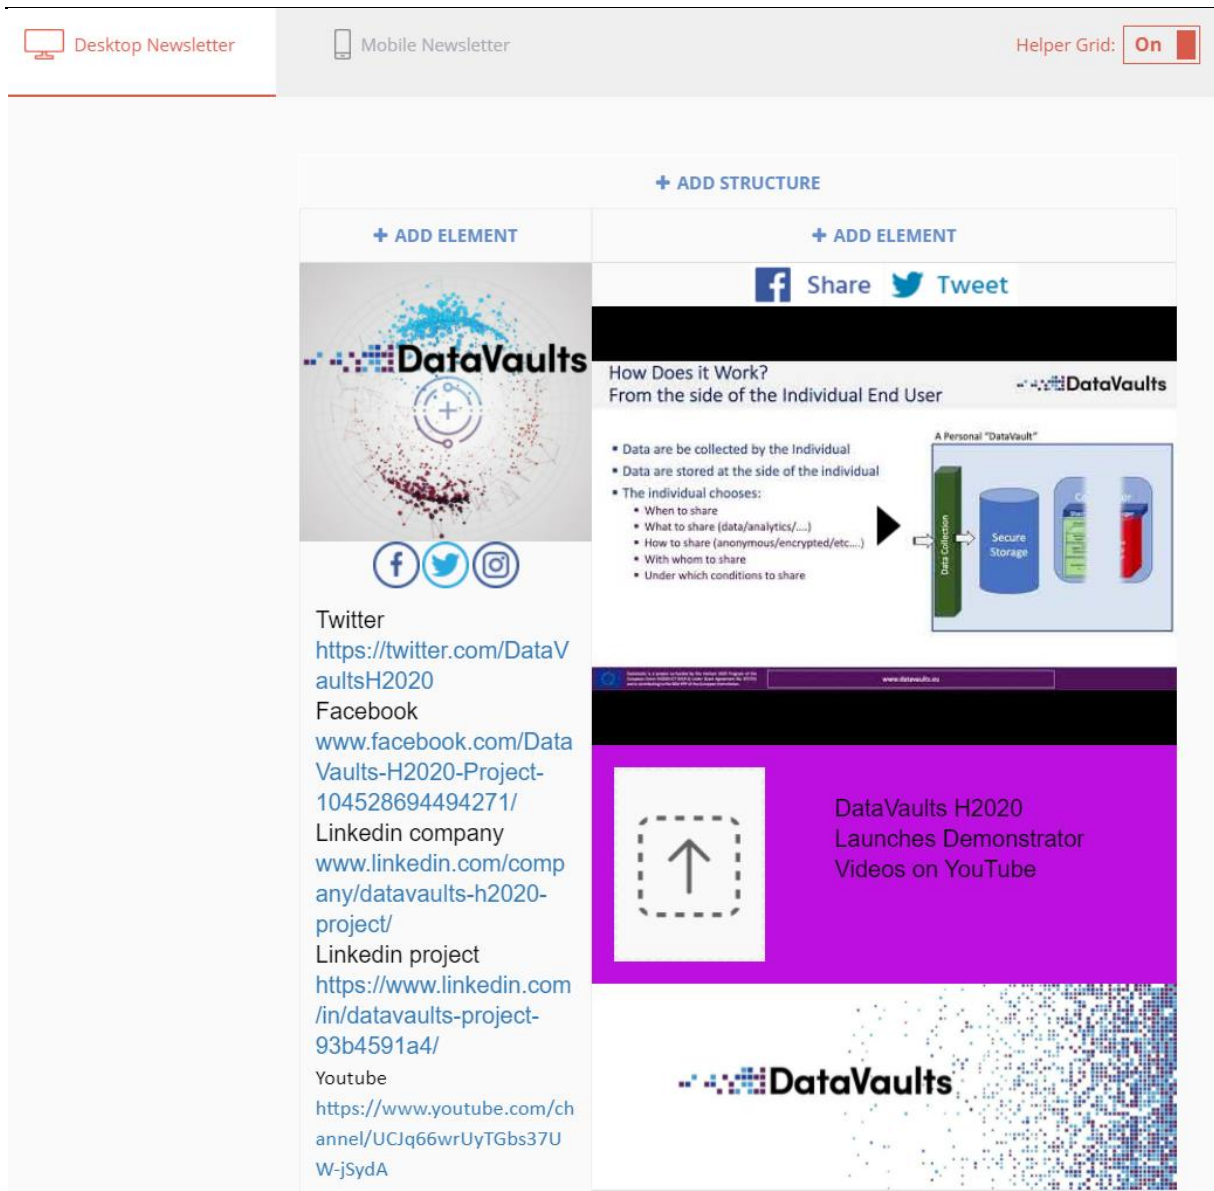 Desktop Newsletter
Mobile Newsletter
Helper Grid: On
+ ADD STRUCTURE
+ ADD ELEMENT
+ ADD ELEMENT
DataVaults
Twitter
https://twitter.com/DataV
aultsH2020
Facebook
www.facebook.com/Data
Vaults-H2020-Project-
104528694494271/
Linkedin company
www.linkedin.com/comp
any/datavaults-h2020-
project/
Linkedin project
https://www.linkedin.com
/in/datavaults-project-
93b4591a4/
Youtube
https://www.youtube.com/ch
annel/UCJq66wrUyTGbs37U
W-jSydA
Share Tweet
How Does it Work?
From the side of the Individual End User
DataVaults
▪ Data are be collected by the Individual
▪ Data are stored at the side of the individual
▪ The individual chooses:
▪ When to share
▪ What to share (data/analytics/....)
▪ How to share (anonymous/encrypted/etc....)
▪ With whom to share
▪ Under which conditions to share
A Personal "DataVault"
Data Collection
Secure
Storage
www.datavaults.eu
DataVaults H2020
Launches Demonstrator
Videos on YouTube
DataVaults